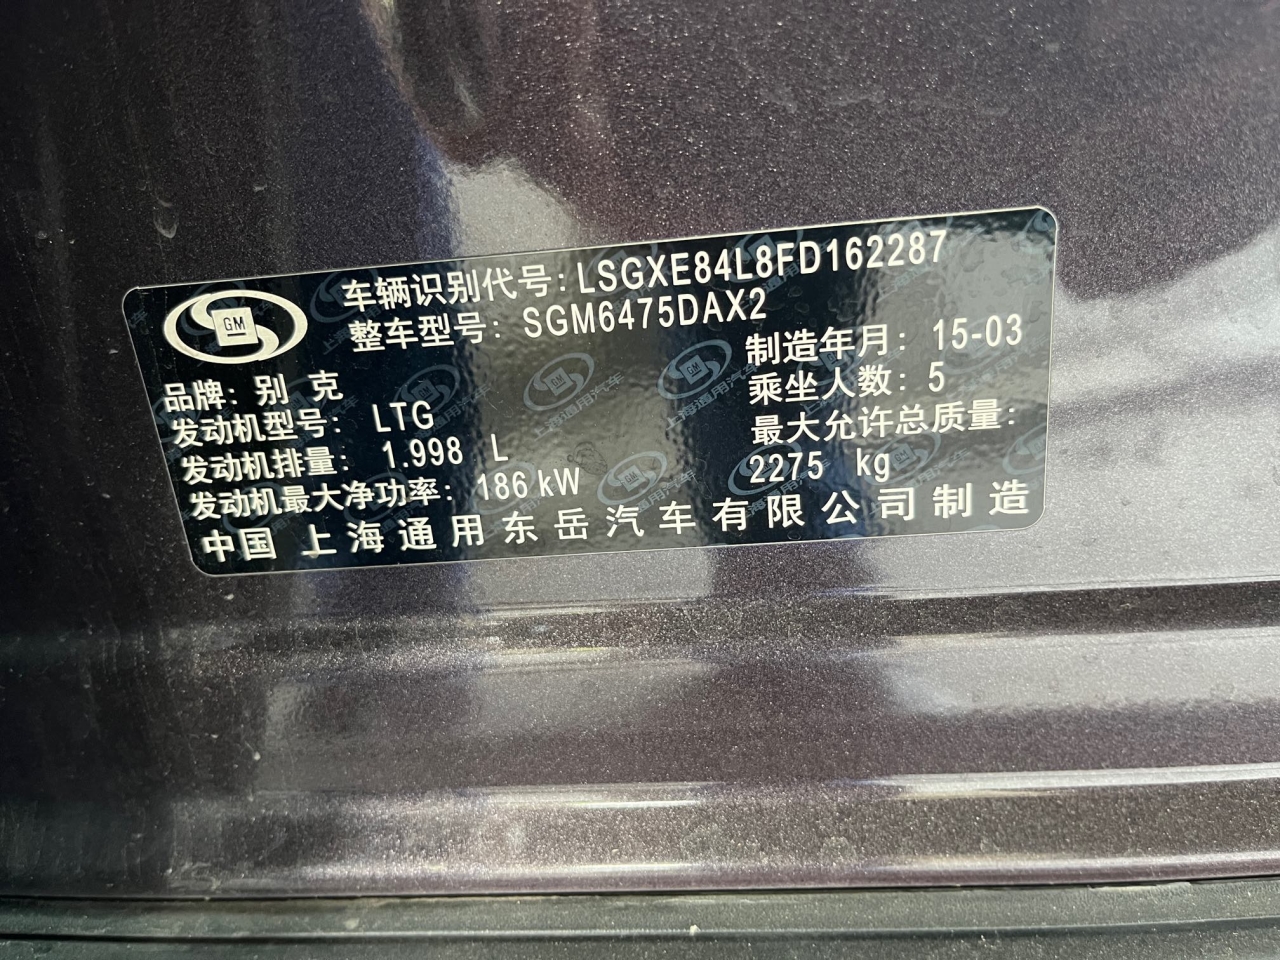 GM
车辆识别代号：LSGXE84L8FD162287
整车型号：SGM6475DAX2
制造年月：15-03
品牌：别克
乘坐人数：5
发动机型号：LTG
最大允许总质量：
发动机排量：1.998 L
2275 kg
发动机最大净功率：186 kW
中国 上海通用东岳汽车有限公司制造